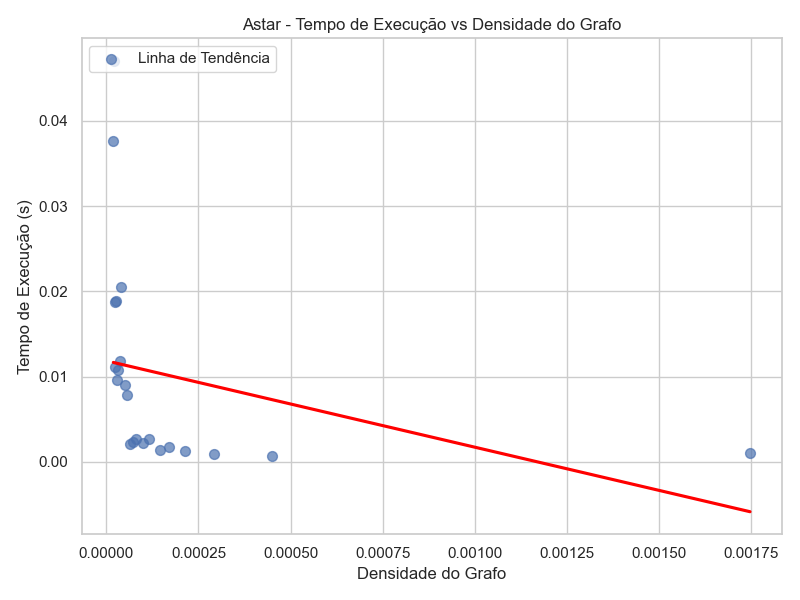 Astar - Tempo de Execução vs Densidade do Grafo
Linha de Tendência
Tempo de Execução (s)
0.04
0.03
0.02
0.01
0.00
0.00000 0.00025 0.00050 0.00075 0.00100 0.00125 0.00150 0.00175
Densidade do Grafo